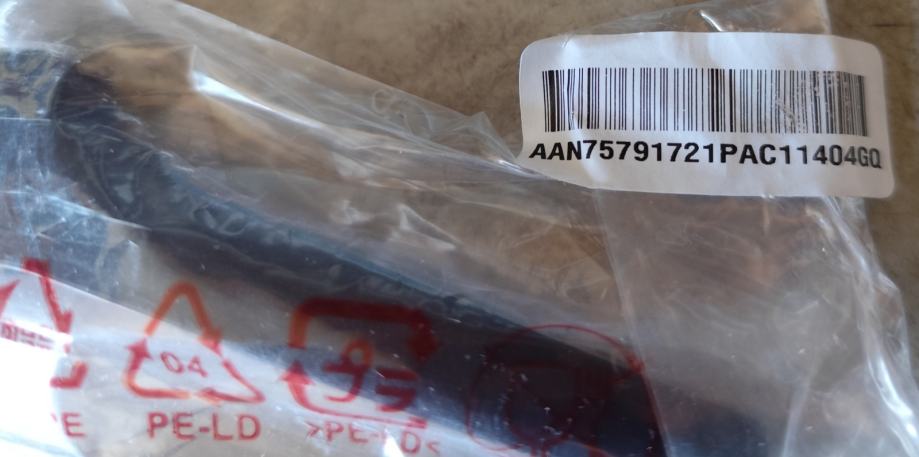 AAN75791721PAC11404GQ
04
PE-LD
>PE-LD<